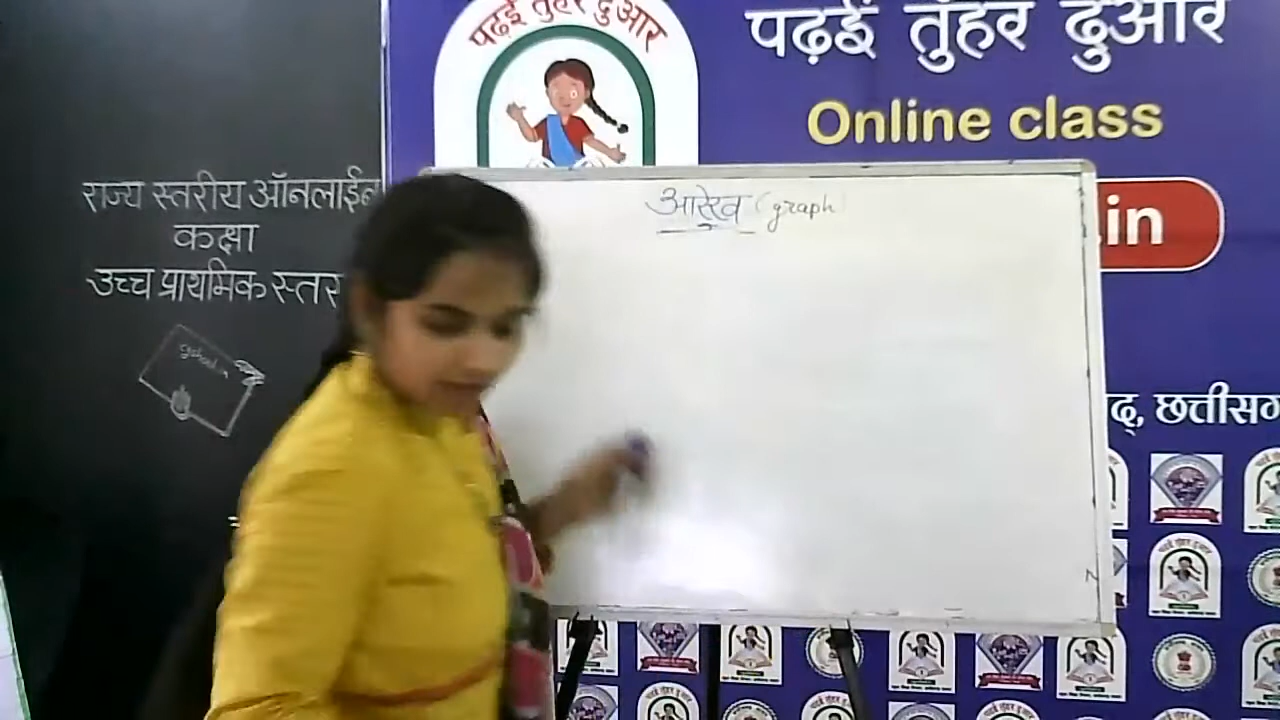 पढ़ई तुंहर दुआर
पढ़ई तुंहर दुआर
Online class
.in
राज्य स्तरीय ऑनलाईन
कक्षा
उच्च प्राथमिक स्तर
आलेख (graph)
द्, छत्तीसग